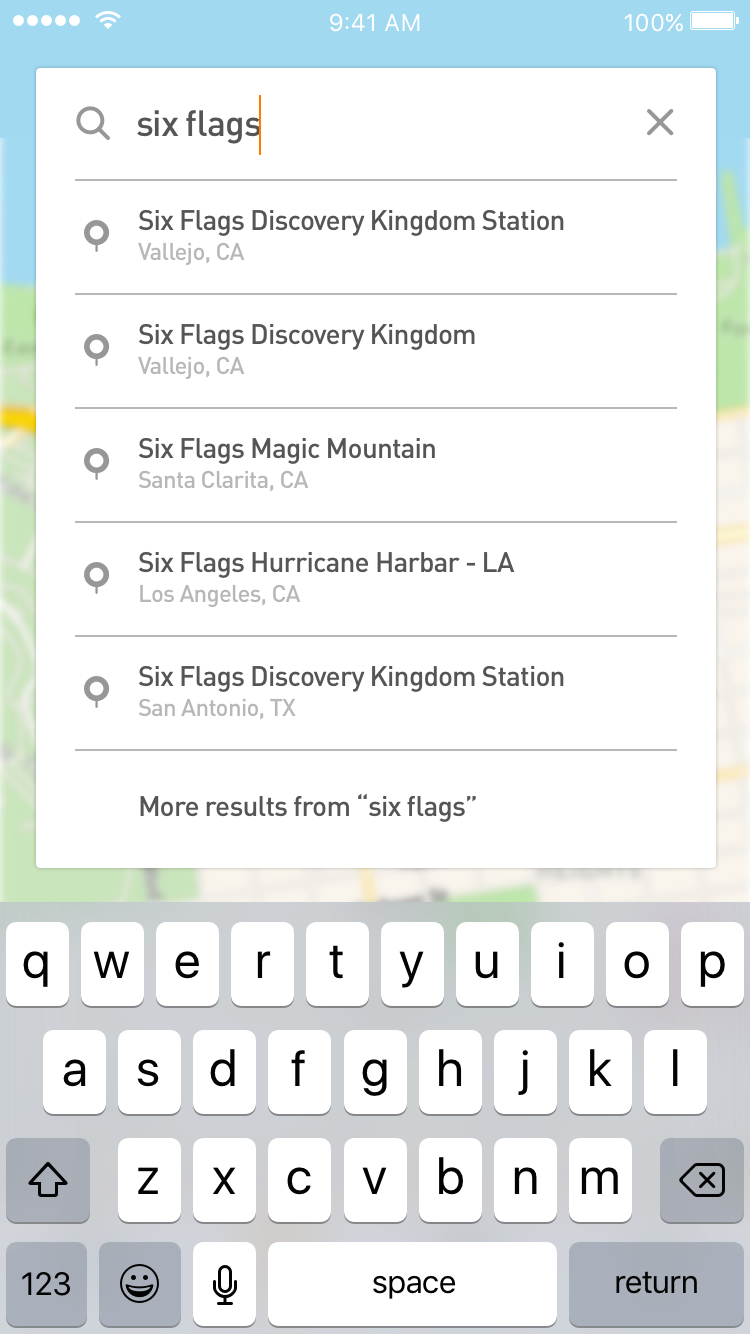 9:41 AM 100%
six flags
Six Flags Discovery Kingdom Station
Vallejo, CA
Six Flags Discovery Kingdom
Vallejo, CA
Six Flags Magic Mountain
Santa Clarita, CA
Six Flags Hurricane Harbar - LA
Los Angeles, CA
Six Flags Discovery Kingdom Station
San Antonio, TX
More results from “six flags”
q w e r t y u i o p
a s d f g h j k l
z x c v b n m
123 space return